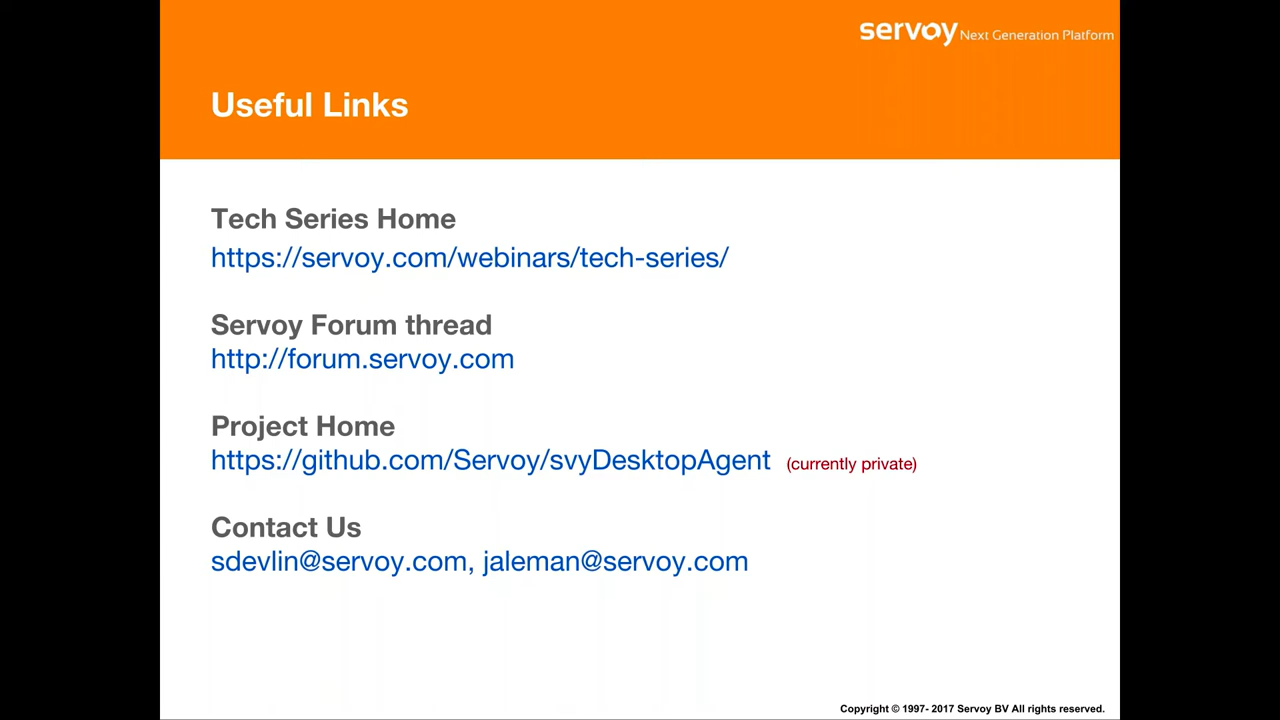 servoy Next Generation Platform
Useful Links
Tech Series Home
https://servoy.com/webinars/tech-series/
Servoy Forum thread
http://forum.servoy.com
Project Home
https://github.com/Servoy/svyDesktopAgent (currently private)
Contact Us
sdevlin@servoy.com, jaleman@servoy.com
Copyright © 1997- 2017 Servoy BV All rights reserved.